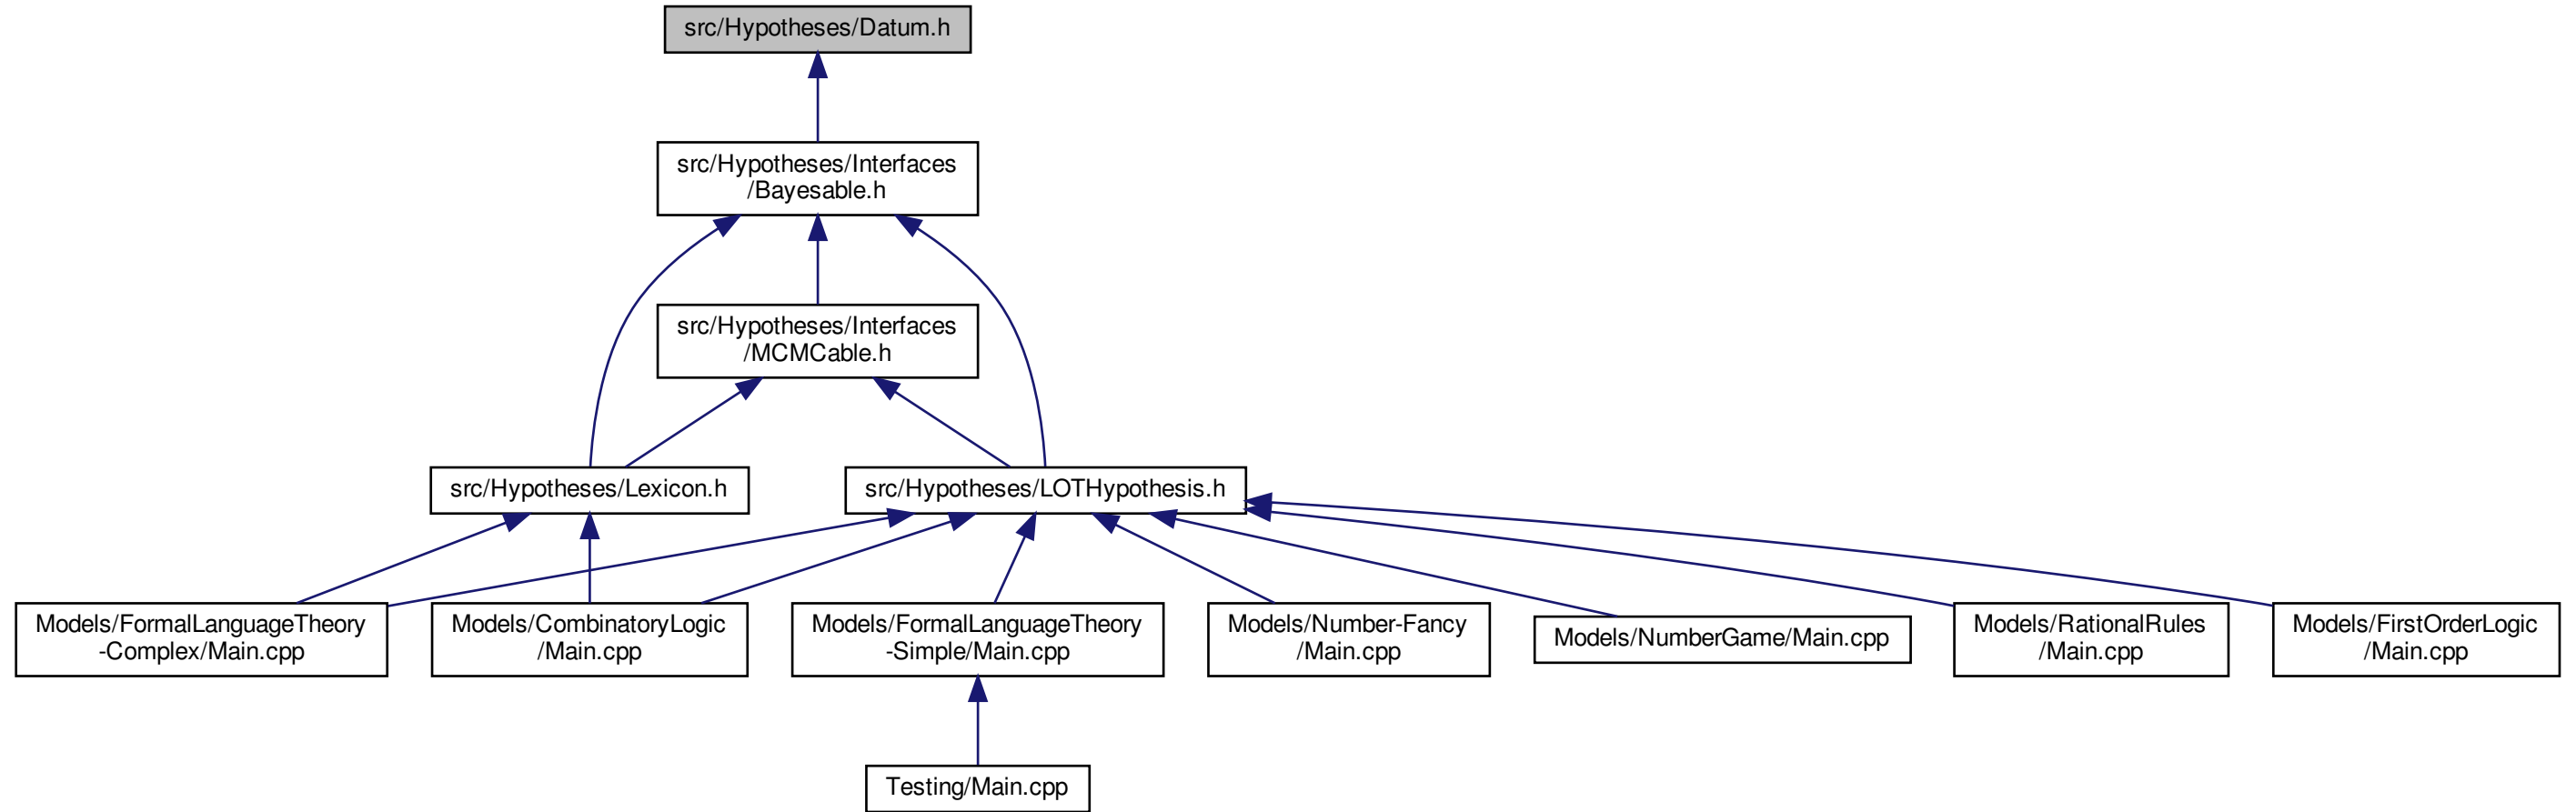 src/Hypotheses/Datum.h
src/Hypotheses/Interfaces
/Bayesable.h
src/Hypotheses/Interfaces
/MCMCable.h
src/Hypotheses/Lexicon.h
src/Hypotheses/LOTHypothesis.h
Models/FormalLanguageTheory
-Complex/Main.cpp
Models/CombinatoryLogic
/Main.cpp
Models/FormalLanguageTheory
-Simple/Main.cpp
Models/Number-Fancy
/Main.cpp
Models/NumberGame/Main.cpp
Models/RationalRules
/Main.cpp
Models/FirstOrderLogic
/Main.cpp
Testing/Main.cpp